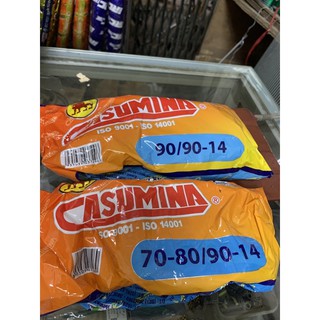 CASUMINA®
ISO 9001 - ISO 14001
90/90-14
CASUMINA®
ISO 9001 - ISO 14001
70-80/90-14